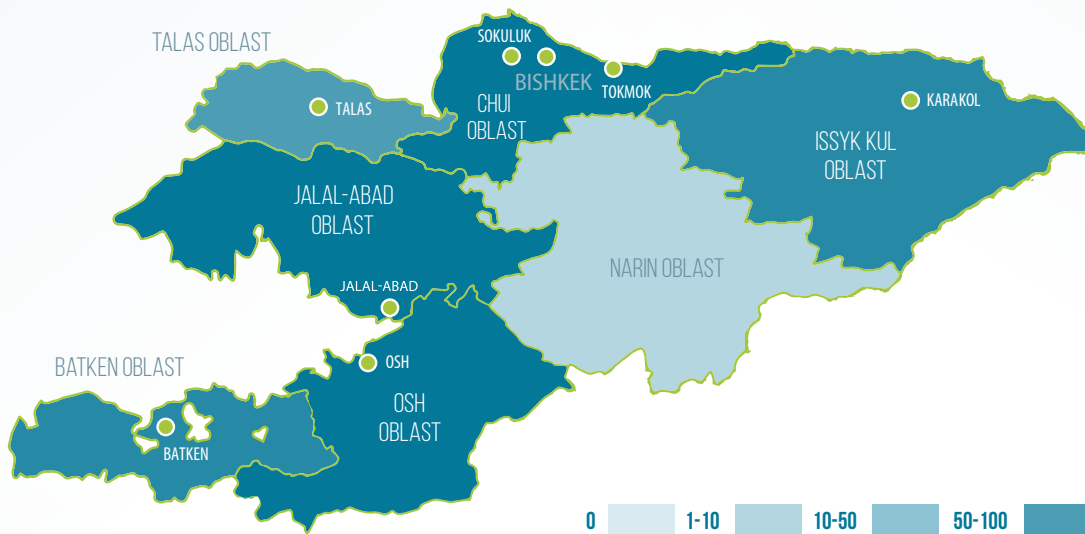 TALAS OBLAST
SOKULUK
BISHKEK
TOKMOK
TALAS
CHUI
OBLAST
KARAKOL
ISSYK KUL
OBLAST
JALAL-ABAD
OBLAST
NARIN OBLAST
JALAL-ABAD
BATKEN OBLAST
OSH
OSH
OBLAST
BATKEN
0 1-10 10-50 50-100